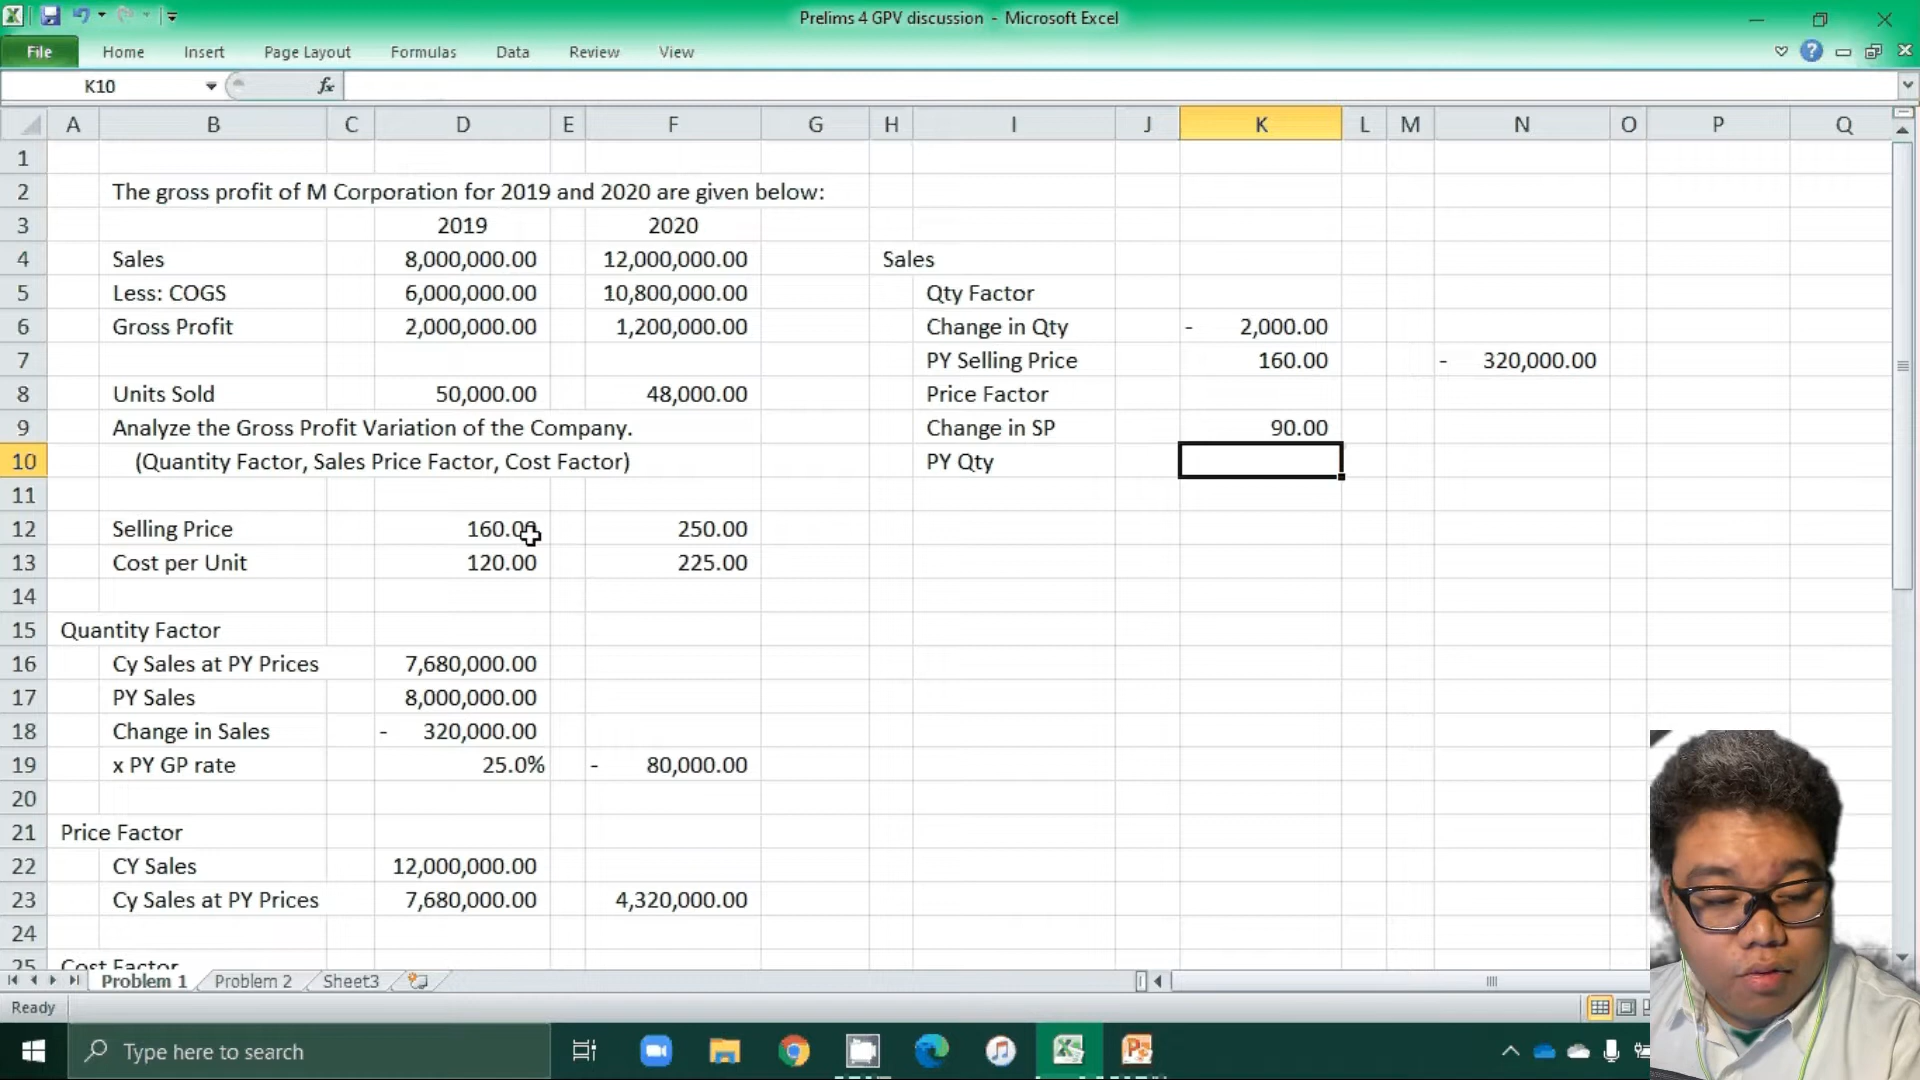 Prelims 4 GPV discussion - Microsoft Excel
File Home Insert Page Layout Formulas Data Review View
K10 fx
A B C D E F G H I J K L M N O P Q
1
2 The gross profit of M Corporation for 2019 and 2020 are given below:
3 2019 2020
4 Sales 8,000,000.00 12,000,000.00 Sales
5 Less: COGS 6,000,000.00 10,800,000.00 Qty Factor
6 Gross Profit 2,000,000.00 1,200,000.00 Change in Qty - 2,000.00
7 PY Selling Price 160.00 - 320,000.00
8 Units Sold 50,000.00 48,000.00 Price Factor
9 Analyze the Gross Profit Variation of the Company. Change in SP 90.00
10 (Quantity Factor, Sales Price Factor, Cost Factor) PY Qty
11
12 Selling Price 160.00 250.00
13 Cost per Unit 120.00 225.00
14
15 Quantity Factor
16 Cy Sales at PY Prices 7,680,000.00
17 PY Sales 8,000,000.00
18 Change in Sales - 320,000.00
19 x PY GP rate 25.0% - 80,000.00
20
21 Price Factor
22 CY Sales 12,000,000.00
23 Cy Sales at PY Prices 7,680,000.00 4,320,000.00
24
25 Cost Factor
Problem 1 Problem 2 Sheet3
Ready
Type here to search